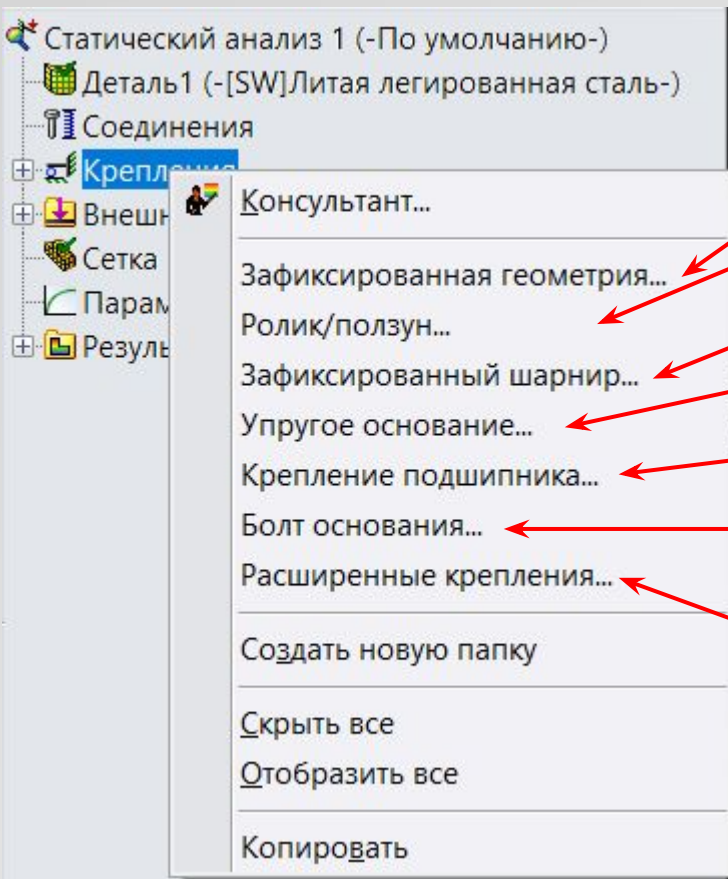 Статический анализ 1 (-По умолчанию-)
Деталь1 (-[SW]Литая легированная сталь-)
Соединения
Крепления
Внешн
Сетка
Парам
Резуль
Консультант...
Зафиксированная геометрия...
Ролик/ползун...
Зафиксированный шарнир...
Упругое основание...
Крепление подшипника...
Болт основания...
Расширенные крепления...
Создать новую папку
Скрыть все
Отобразить все
Копировать